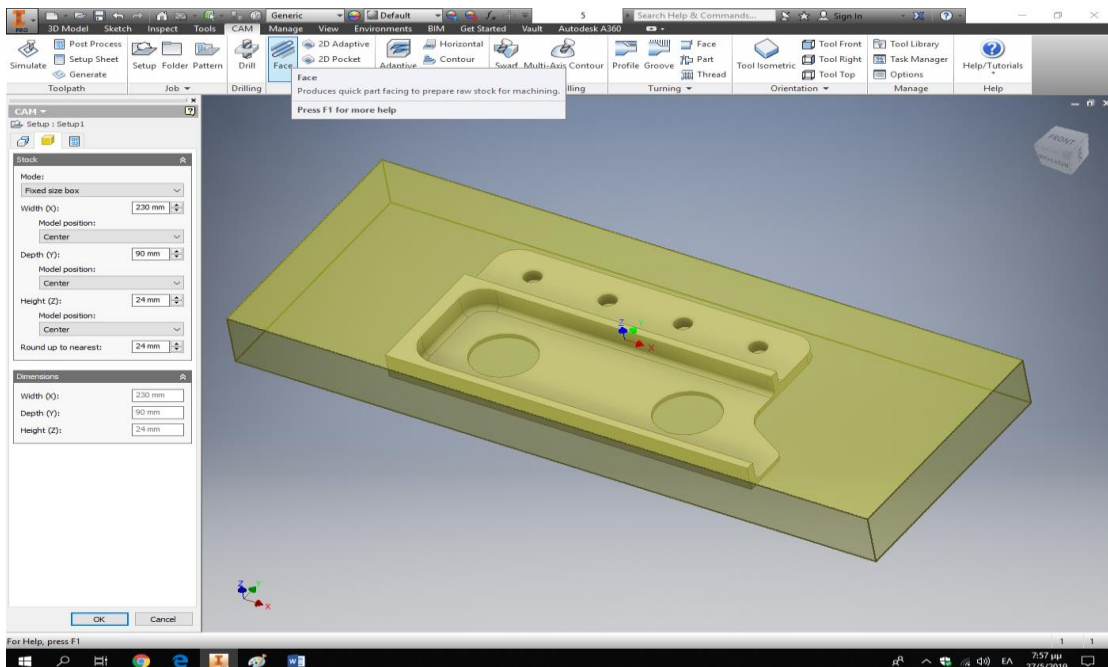 PRO
Generic
Default
5
Search Help & Commands...
Sign In
3D Model Sketch Inspect Tools CAM Manage View Environments BIM Get Started Vault Autodesk A360
Simulate
Post Process
Setup Sheet
Generate
Toolpath
Setup Folder Pattern
Job
Drill
Drilling
Face
2D Adaptive
2D Pocket
Adaptive
Horizontal
Contour
Swarf Multi-Axis Contour
Profile Groove
Face
Part
Thread
Turning
Tool Isometric
Tool Front
Tool Right
Tool Top
Orientation
Tool Library
Task Manager
Options
Manage
Help/Tutorials
Help
Face
Produces quick part facing to prepare raw stock for machining.
Press F1 for more help
CAM
Setup : Setup1
Stock
Mode:
Fixed size box
Width (X): 230 mm
Model position:
Center
Depth (Y): 90 mm
Model position:
Center
Height (Z): 24 mm
Model position:
Center
Round up to nearest: 24 mm
Dimensions
Width (X): 230 mm
Depth (Y): 90 mm
Height (Z): 24 mm
FRONT
Z Y
X
Z Y
X
OK Cancel
For Help, press F1
1 1
ΕΛ
7:57 μμ
27/5/2019